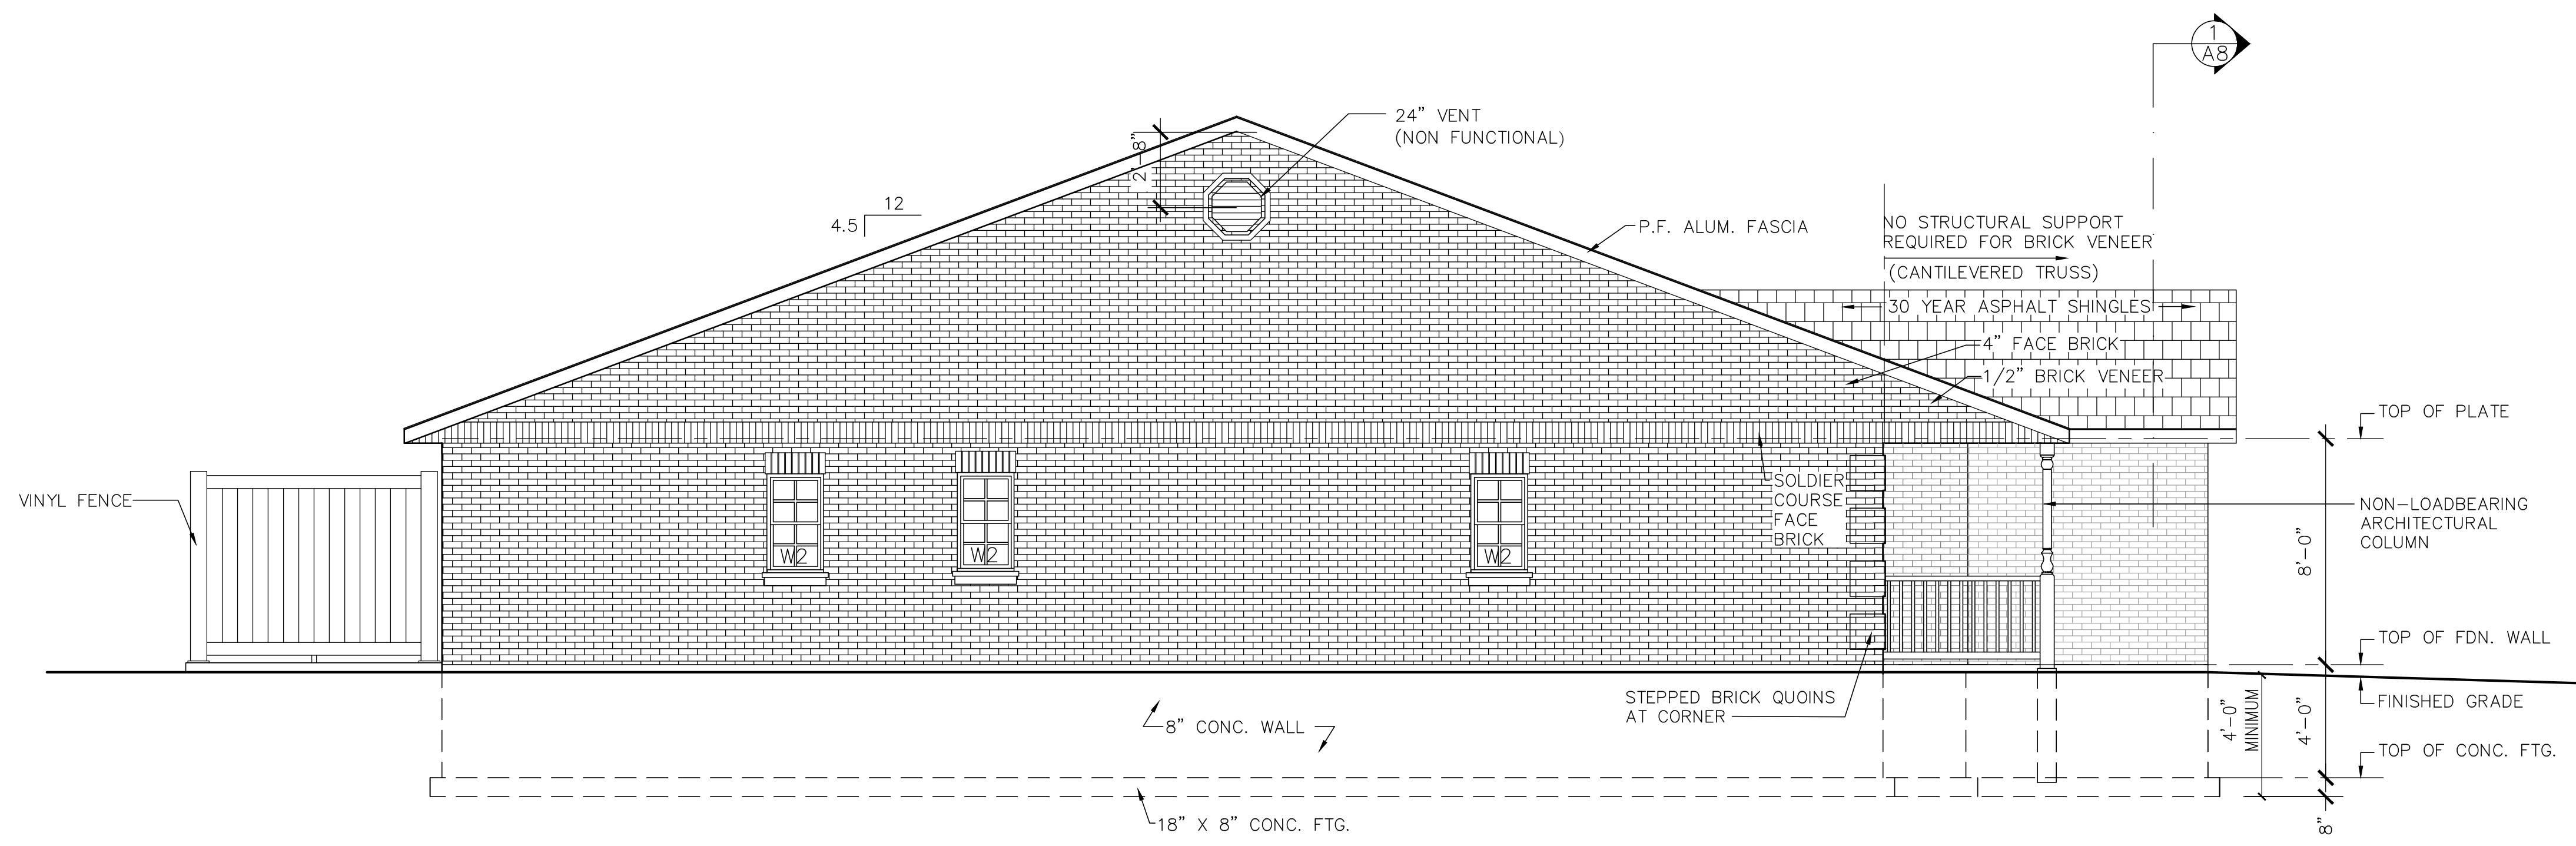 1
A8
24" VENT
(NON FUNCTIONAL)
2'-8"
12
4.5
P.F. ALUM. FASCIA
NO STRUCTURAL SUPPORT
REQUIRED FOR BRICK VENEER
(CANTILEVERED TRUSS)
30 YEAR ASPHALT SHINGLES
4" FACE BRICK
1/2" BRICK VENEER
TOP OF PLATE
VINYL FENCE
SOLDIER
COURSE
FACE
BRICK
NON-LOADBEARING
ARCHITECTURAL
COLUMN
W2
W2
W2
8'-0"
TOP OF FDN. WALL
STEPPED BRICK QUOINS
AT CORNER
8" CONC. WALL
4'-0"
MINIMUM
4'-0"
FINISHED GRADE
TOP OF CONC. FTG.
18" X 8" CONC. FTG.
8"